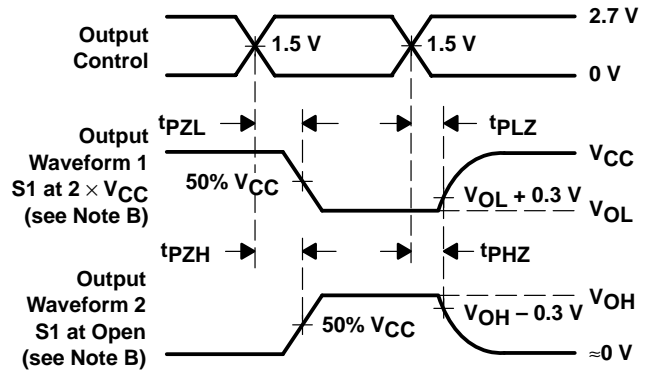 2.7 V
Output
Control
1.5 V
1.5 V
0 V
tPZL
tPLZ
Output
Waveform 1
S1 at 2 × VCC
(see Note B)
VCC
50% VCC
VOL + 0.3 V
VOL
tPZH
tPHZ
Output
Waveform 2
S1 at Open
(see Note B)
VOH
VOH – 0.3 V
50% VCC
≈0 V